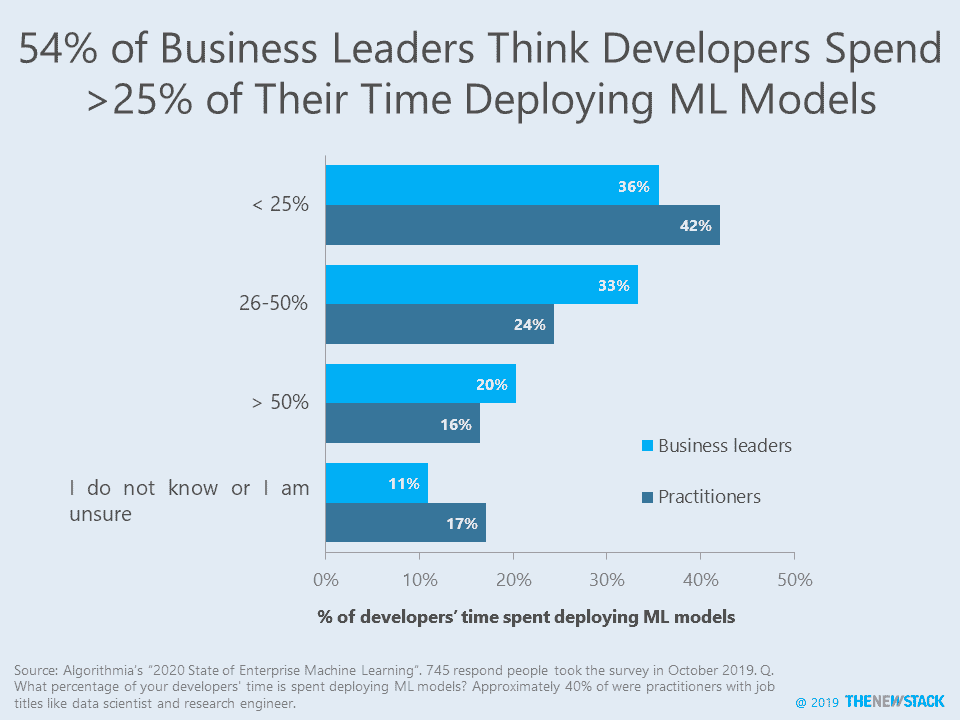 54% of Business Leaders Think Developers Spend
>25% of Their Time Deploying ML Models
< 25%
36%
42%
26-50%
33%
24%
> 50%
20%
16%
I do not know or I am
unsure
11%
17%
Business leaders
Practitioners
0%
10%
20%
30%
40%
50%
% of developers’ time spent deploying ML models
Source: Algorithmia’s “2020 State of Enterprise Machine Learning”. 745 respond people took the survey in October 2019. Q.
What percentage of your developers' time is spent deploying ML models? Approximately 40% of were practitioners with job
titles like data scientist and research engineer.
@ 2019 THENEWSTACK